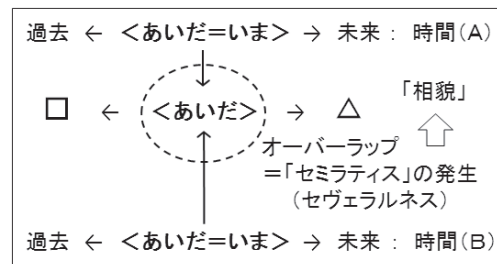 過去 ← <あいだ=いま> → 未来 : 時間(A)
「相貌」
□ ← <あいだ> → △
オーバーラップ
=「セミラティス」の発生
(セヴェラルネス)
過去 ← <あいだ=いま> → 未来 : 時間(B)